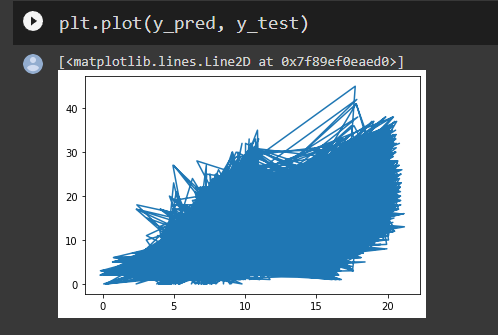 plt.plot(y_pred, y_test)
[<matplotlib.lines.Line2D at 0x7f89ef0eaed0>]
40
30
20
10
0
0 5 10 15 20